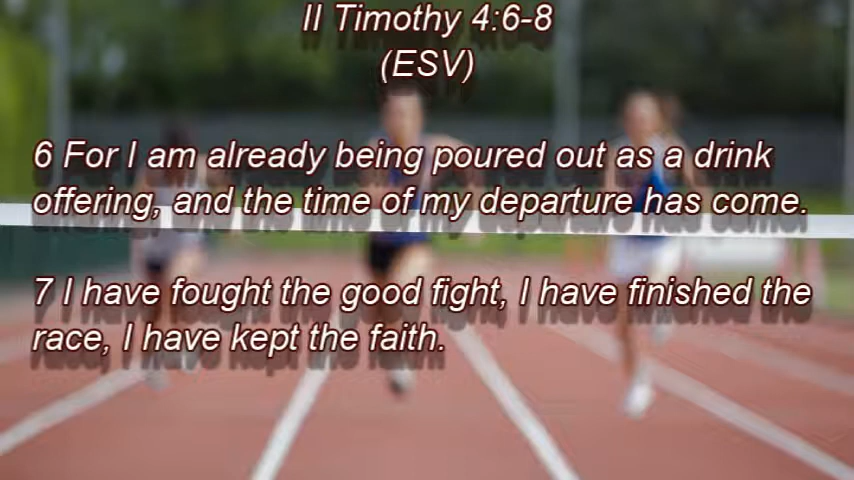 II Timothy 4:6-8
(ESV)
6 For I am already being poured out as a drink
offering, and the time of my departure has come.
7 I have fought the good fight, I have finished the
race, I have kept the faith.